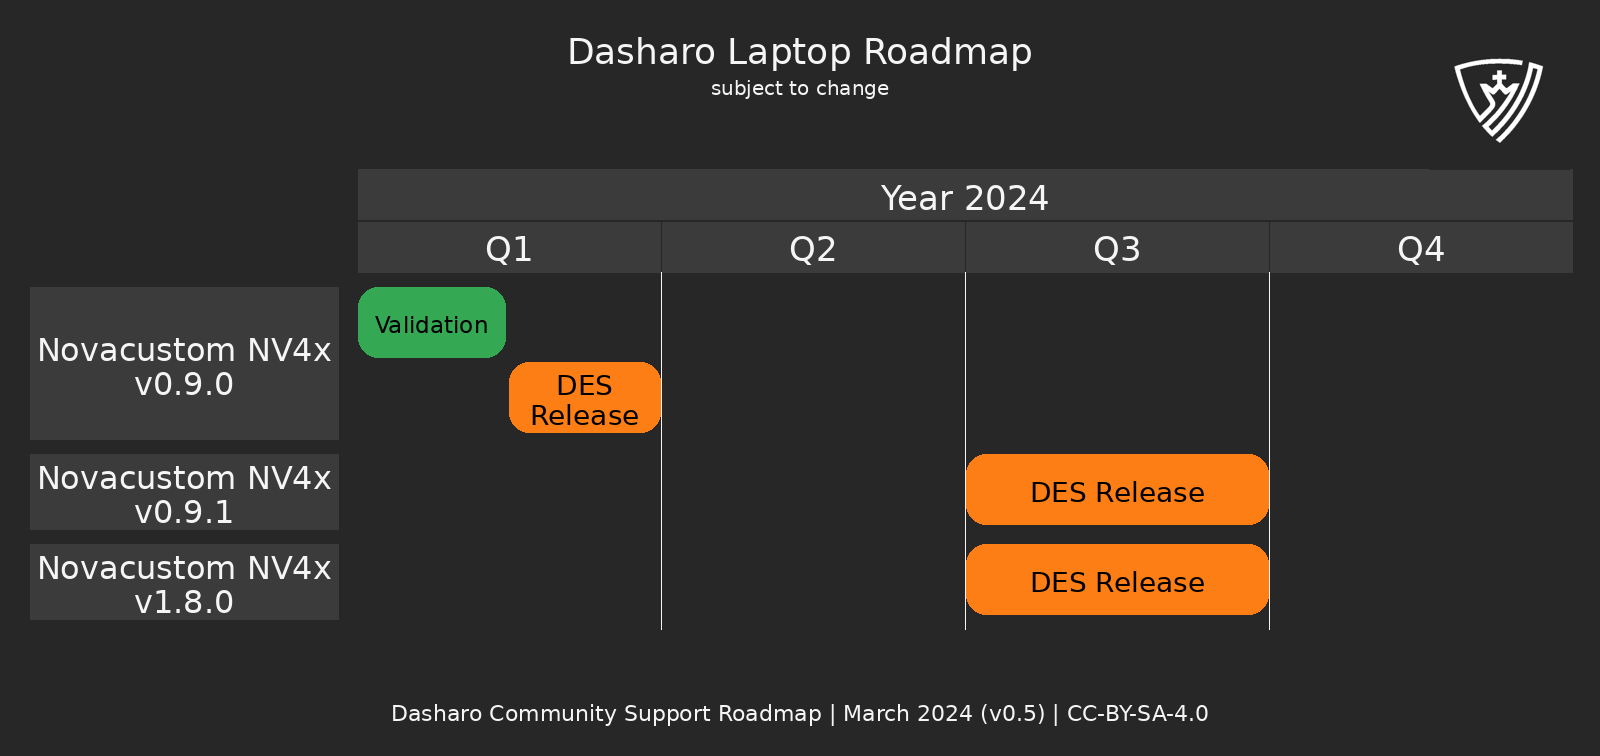 Dasharo Laptop Roadmap
subject to change
Year 2024
Q1
Q2
Q3
Q4
Novacustom NV4x
v0.9.0
Validation
DES
Release
Novacustom NV4x
v0.9.1
DES Release
Novacustom NV4x
v1.8.0
DES Release
Dasharo Community Support Roadmap | March 2024 (v0.5) | CC-BY-SA-4.0